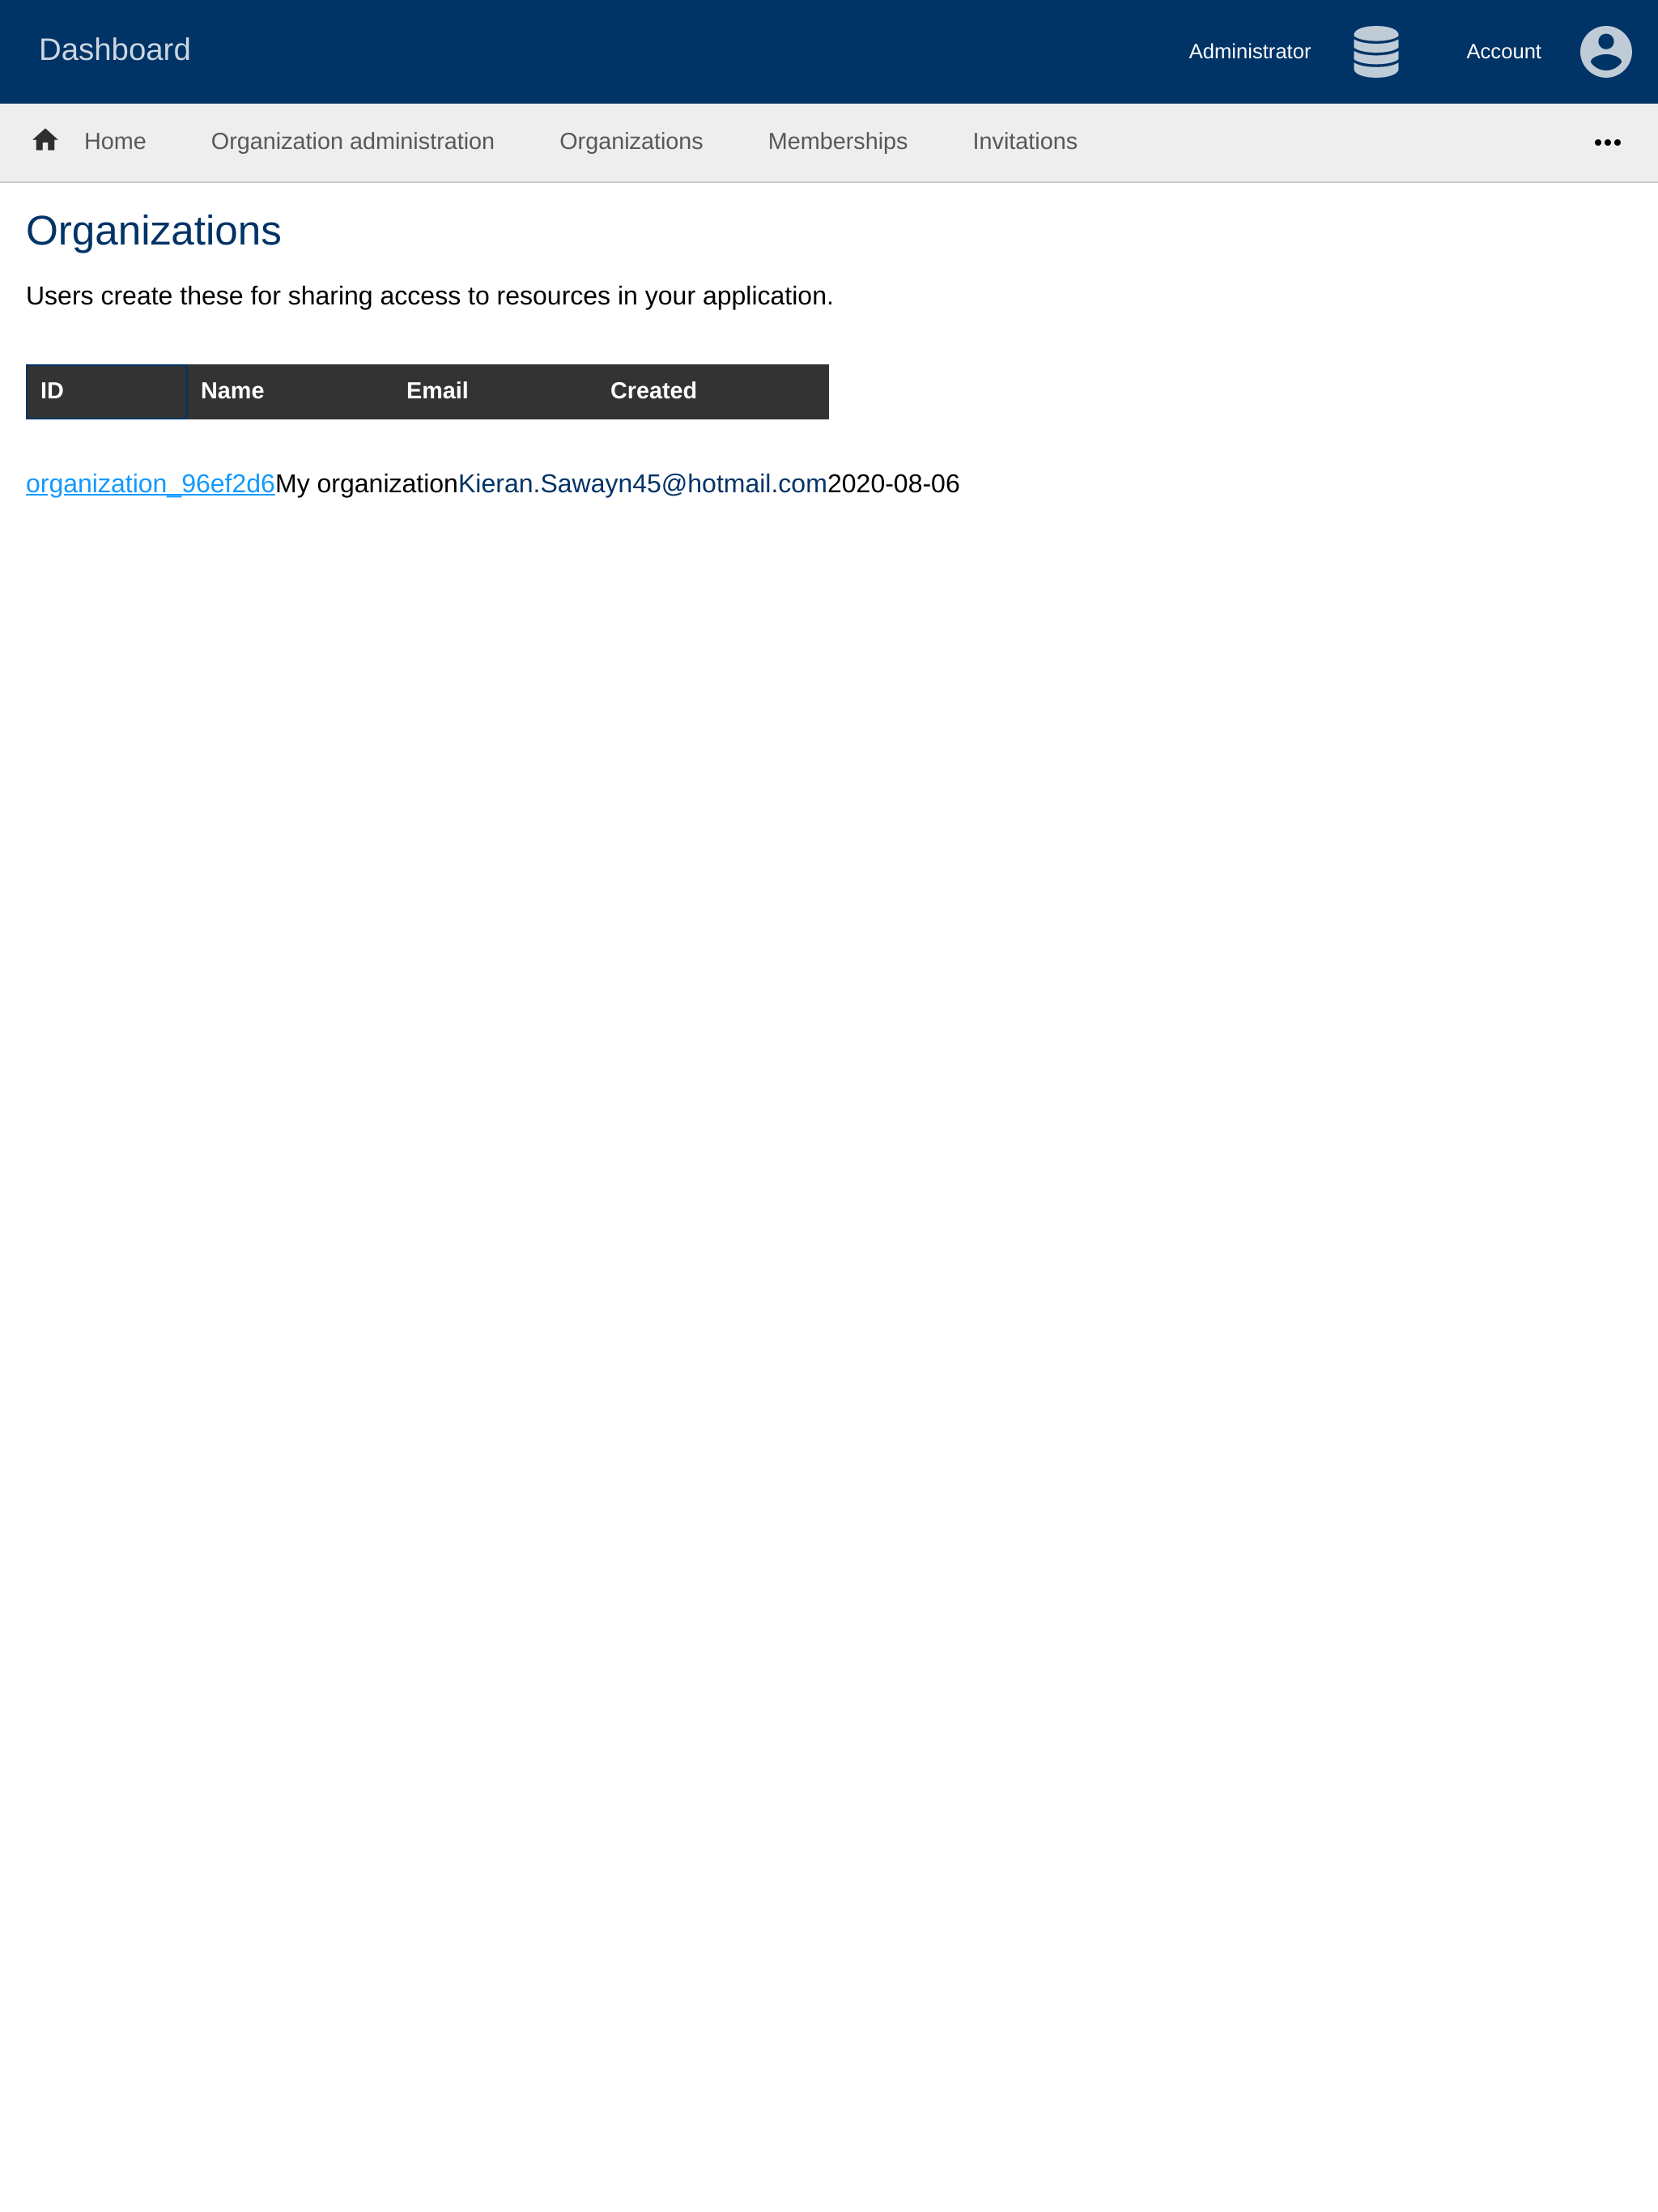 Dashboard Administrator Account
Home Organization administration Organizations Memberships Invitations
Organizations
Users create these for sharing access to resources in your application.
ID Name Email Created
organization_96ef2d6My organizationKieran.Sawayn45@hotmail.com2020-08-06